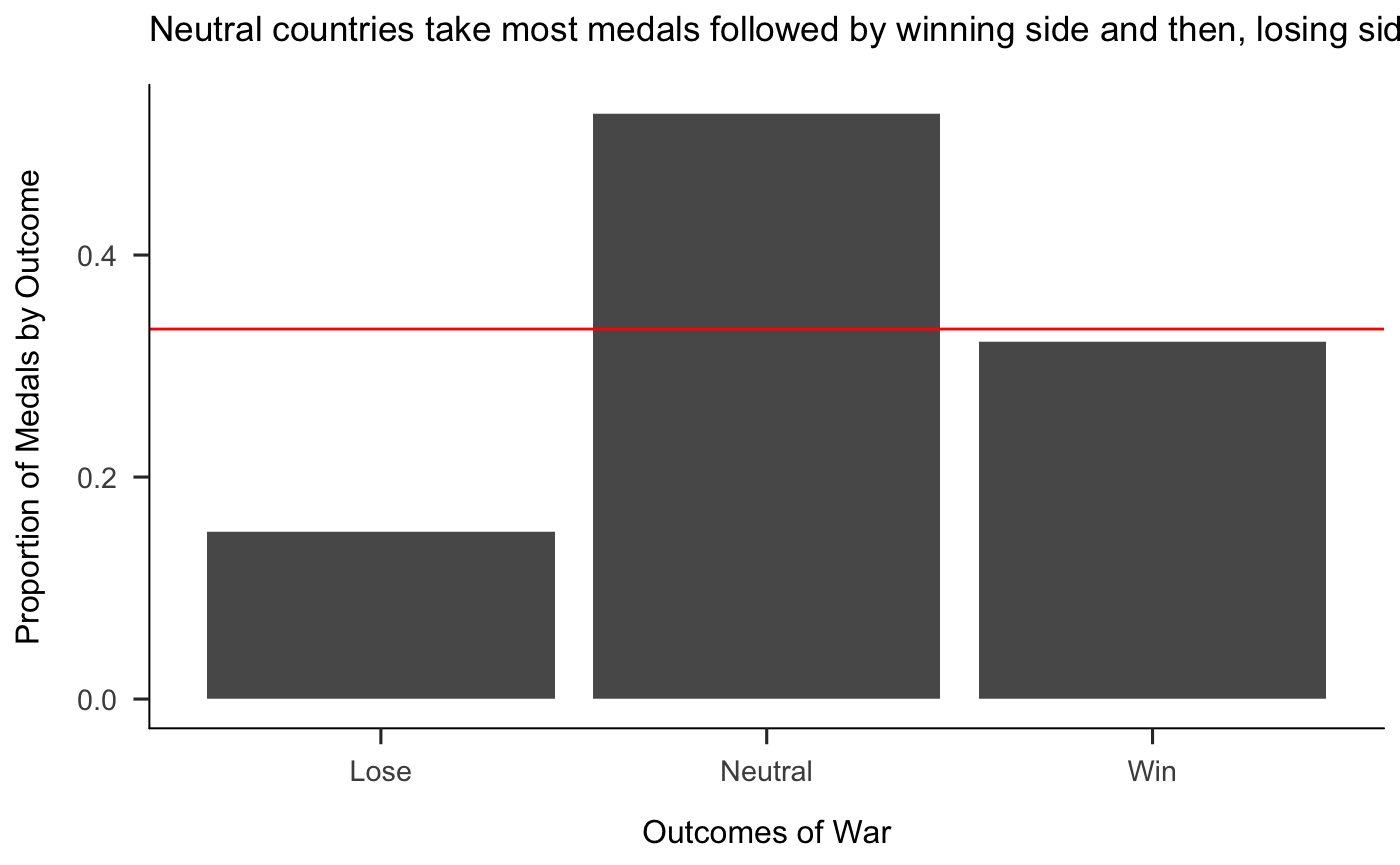 Neutral countries take most medals followed by winning side and then, losing sid
Proportion of Medals by Outcome
0.4
0.2
0.0
Lose Neutral Win
Outcomes of War